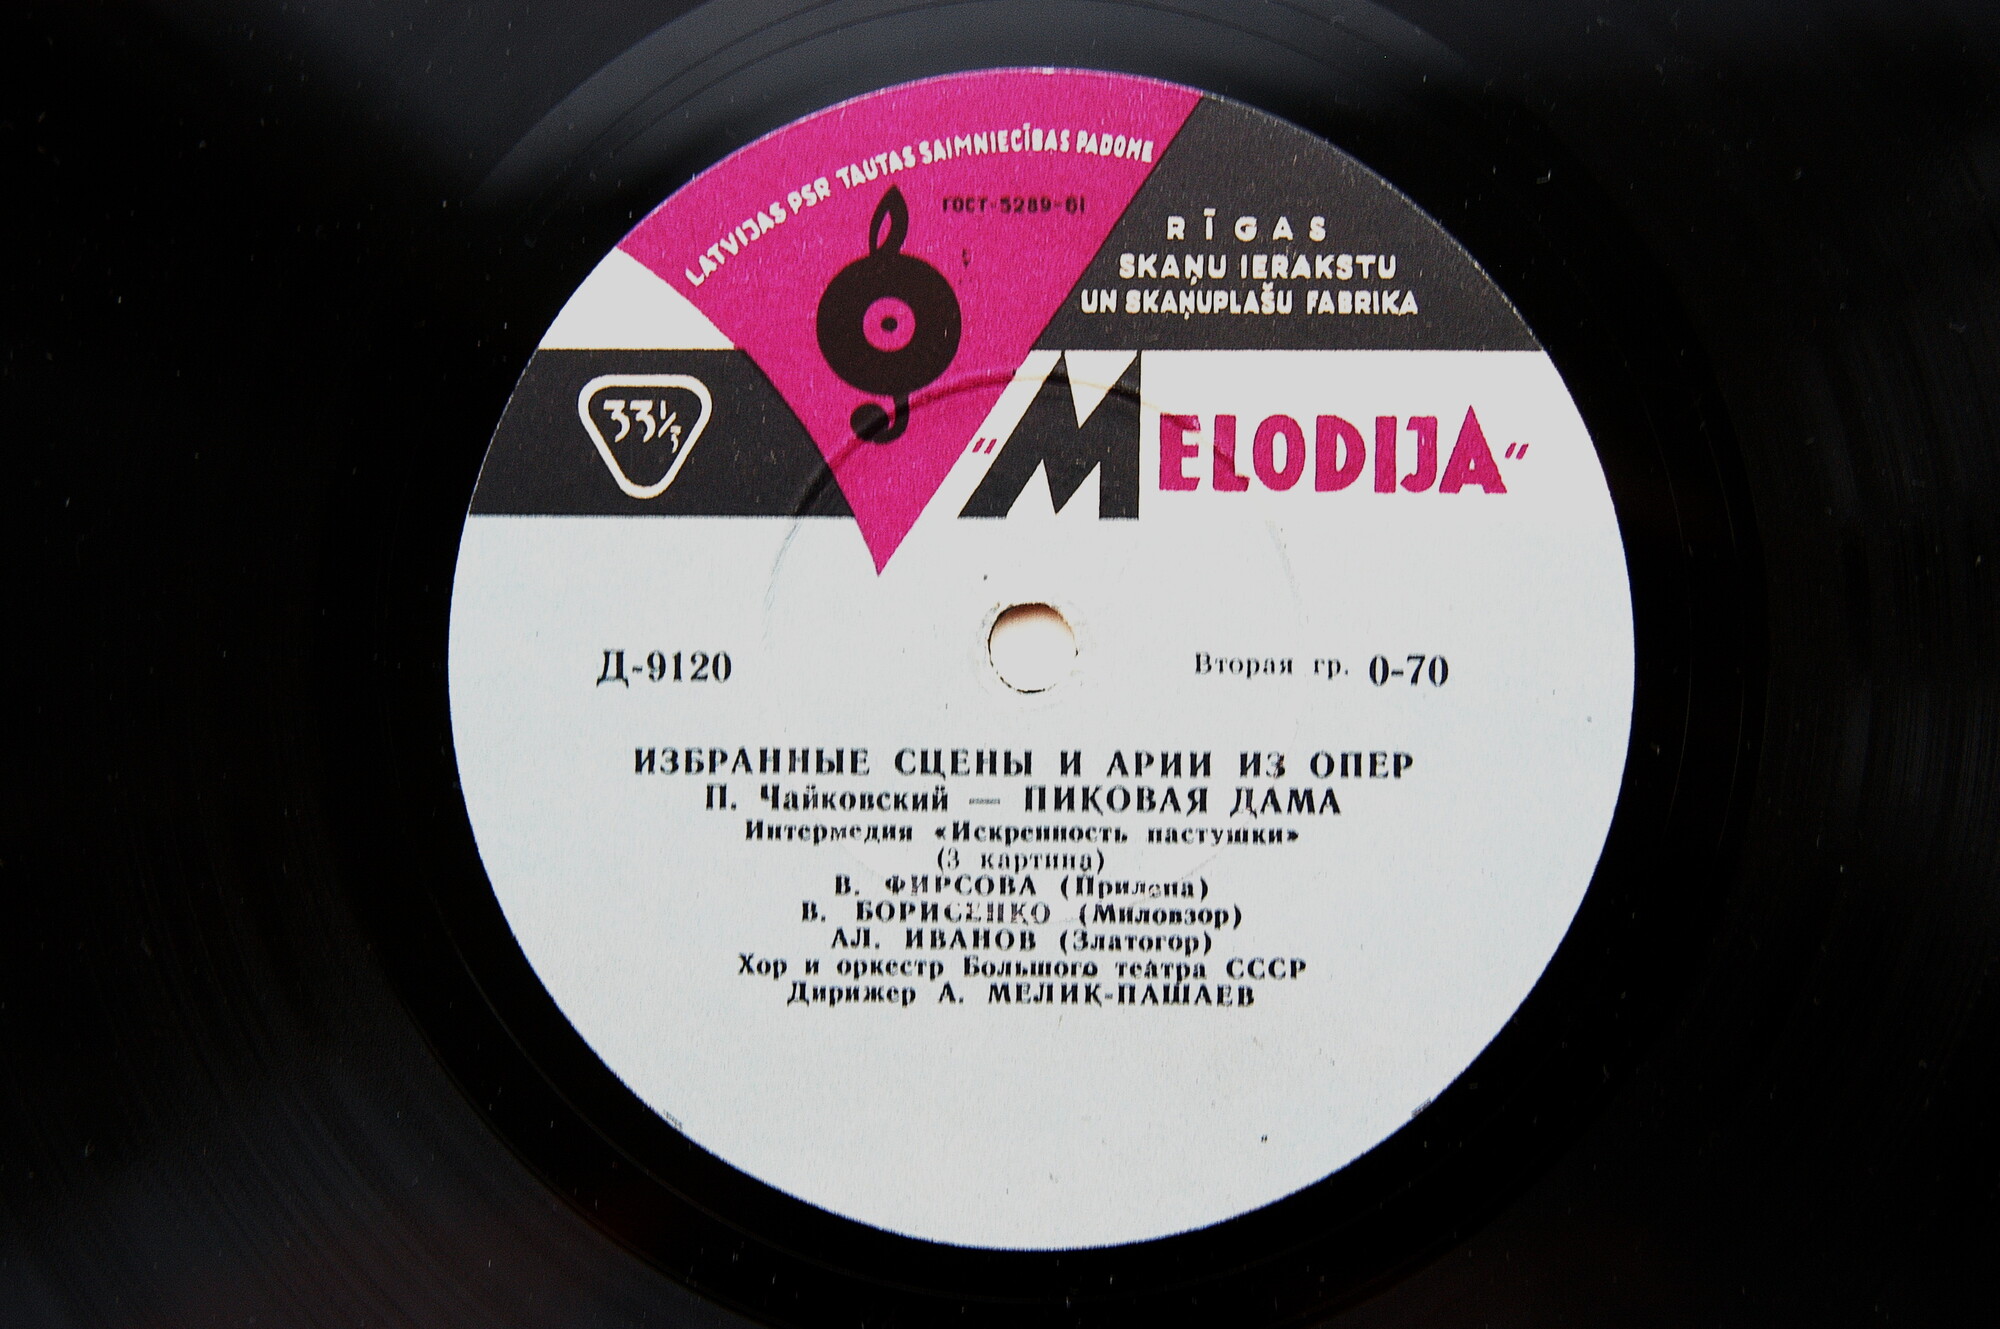 LATVIJAS PSR TAUTAS SAIMNIECĪBAS PADOME
ГОСТ-5289-61
RĪGAS
SKAŅU IERAKSTU
UN SKAŅUPLAŠU FABRIKA
33⅓
"MELODIJA"
Д-9120
Вторая гр. 0-70
ИЗБРАННЫЕ СЦЕНЫ И АРИИ ИЗ ОПЕР
П. Чайковский — ПИКОВАЯ ДАМА
Интермедия «Искренность пастушки»
(3 картина)
В. ФИРСОВА (Прилепа)
В. БОРИСЕНКО (Миловзор)
АЛ. ИВАНОВ (Златогор)
Хор и оркестр Большого театра СССР
Дирижер А. МЕЛИК-ПАШАЕВ